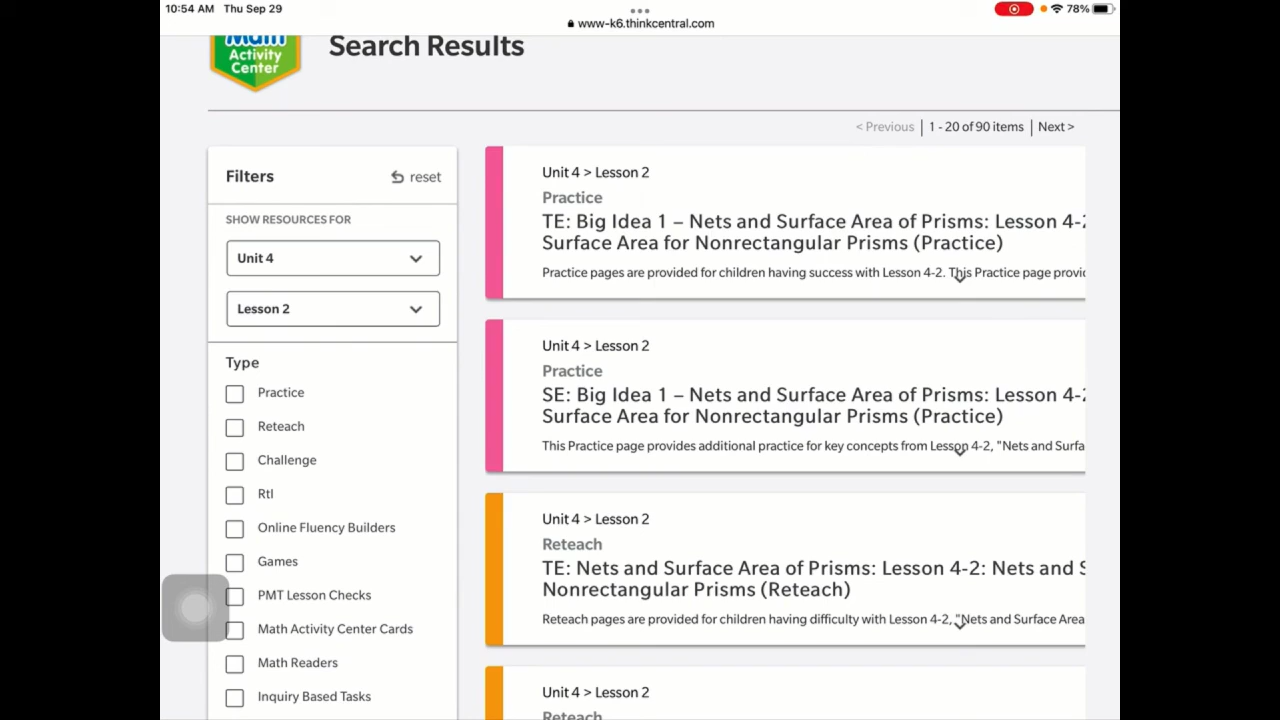 10:54 AM Thu Sep 29
78%
www-k6.thinkcentral.com
Math
Activity
Center
Search Results
< Previous | 1 - 20 of 90 items | Next >
Filters
reset
SHOW RESOURCES FOR
Unit 4
Lesson 2
Type
Practice
Reteach
Challenge
RtI
Online Fluency Builders
Games
PMT Lesson Checks
Math Activity Center Cards
Math Readers
Inquiry Based Tasks
Unit 4 > Lesson 2
Practice
TE: Big Idea 1 – Nets and Surface Area of Prisms: Lesson 4-2
Surface Area for Nonrectangular Prisms (Practice)
Practice pages are provided for children having success with Lesson 4-2. This Practice page provi
Unit 4 > Lesson 2
Practice
SE: Big Idea 1 – Nets and Surface Area of Prisms: Lesson 4-2
Surface Area for Nonrectangular Prisms (Practice)
This Practice page provides additional practice for key concepts from Lesson 4-2, "Nets and Surfa
Unit 4 > Lesson 2
Reteach
TE: Nets and Surface Area of Prisms: Lesson 4-2: Nets and S
Nonrectangular Prisms (Reteach)
Reteach pages are provided for children having difficulty with Lesson 4-2, "Nets and Surface Area
Unit 4 > Lesson 2
Reteach